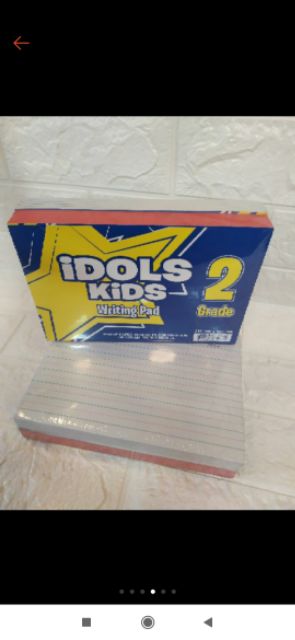 iDOLS
KiDS
2
Writing Pad
Grade